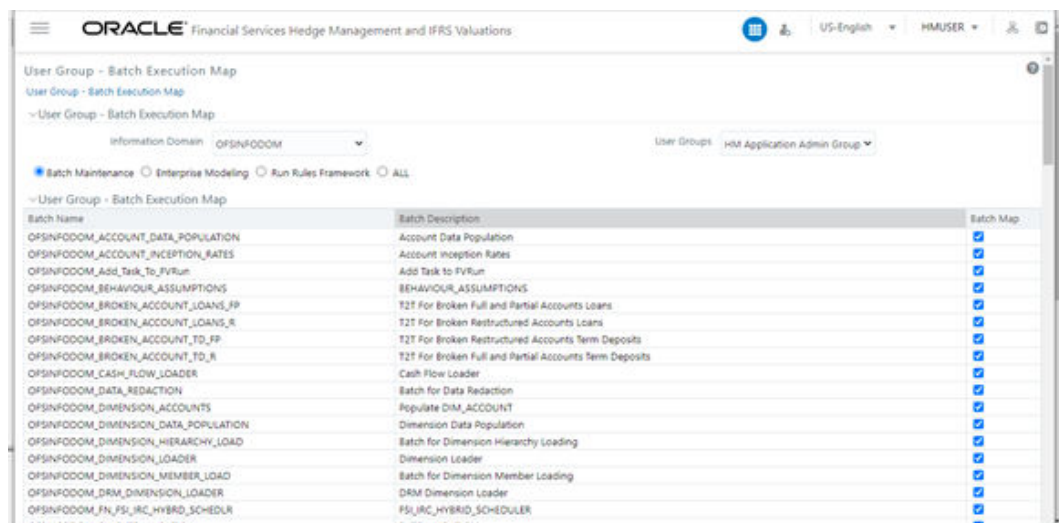 ORACLE® Financial Services Hedge Management and IFRS Valuations US-English HMUSER
User Group - Batch Execution Map
User Group - Batch Execution Map
User Group - Batch Execution Map
Information Domain OFSINFODOM User Groups HM Application Admin Group
Batch Maintenance Enterprise Modeling Run Rules Framework ALL
User Group - Batch Execution Map
Batch Name Batch Description Batch Map
OFSINFODOM_ACCOUNT_DATA_POPULATION Account Data Population
OFSINFODOM_ACCOUNT_INCEPTION_RATES Account Inception Rates
OFSINFODOM_Add_Task_To_FVRun Add Task to FVRun
OFSINFODOM_BEHAVIOUR_ASSUMPTIONS BEHAVIOUR_ASSUMPTIONS
OFSINFODOM_BROKEN_ACCOUNT_LOANS_FP T2T For Broken Full and Partial Accounts Loans
OFSINFODOM_BROKEN_ACCOUNT_LOANS_R T2T For Broken Restructured Accounts Loans
OFSINFODOM_BROKEN_ACCOUNT_TD_FP T2T For Broken Restructured Accounts Term Deposits
OFSINFODOM_BROKEN_ACCOUNT_TD_R T2T For Broken Full and Partial Accounts Term Deposits
OFSINFODOM_CASH_FLOW_LOADER Cash Flow Loader
OFSINFODOM_DATA_REDACTION Batch for Data Redaction
OFSINFODOM_DIMENSION_ACCOUNTS Populate DIM_ACCOUNT
OFSINFODOM_DIMENSION_DATA_POPULATION Dimension Data Population
OFSINFODOM_DIMENSION_HIERARCHY_LOAD Batch for Dimension Hierarchy Loading
OFSINFODOM_DIMENSION_LOADER Dimension Loader
OFSINFODOM_DIMENSION_MEMBER_LOAD Batch for Dimension Member Loading
OFSINFODOM_DRM_DIMENSION_LOADER DRM Dimension Loader
OFSINFODOM_FN_FSI_IRC_HYBRD_SCHEDLR FSI_IRC_HYBRID_SCHEDULER